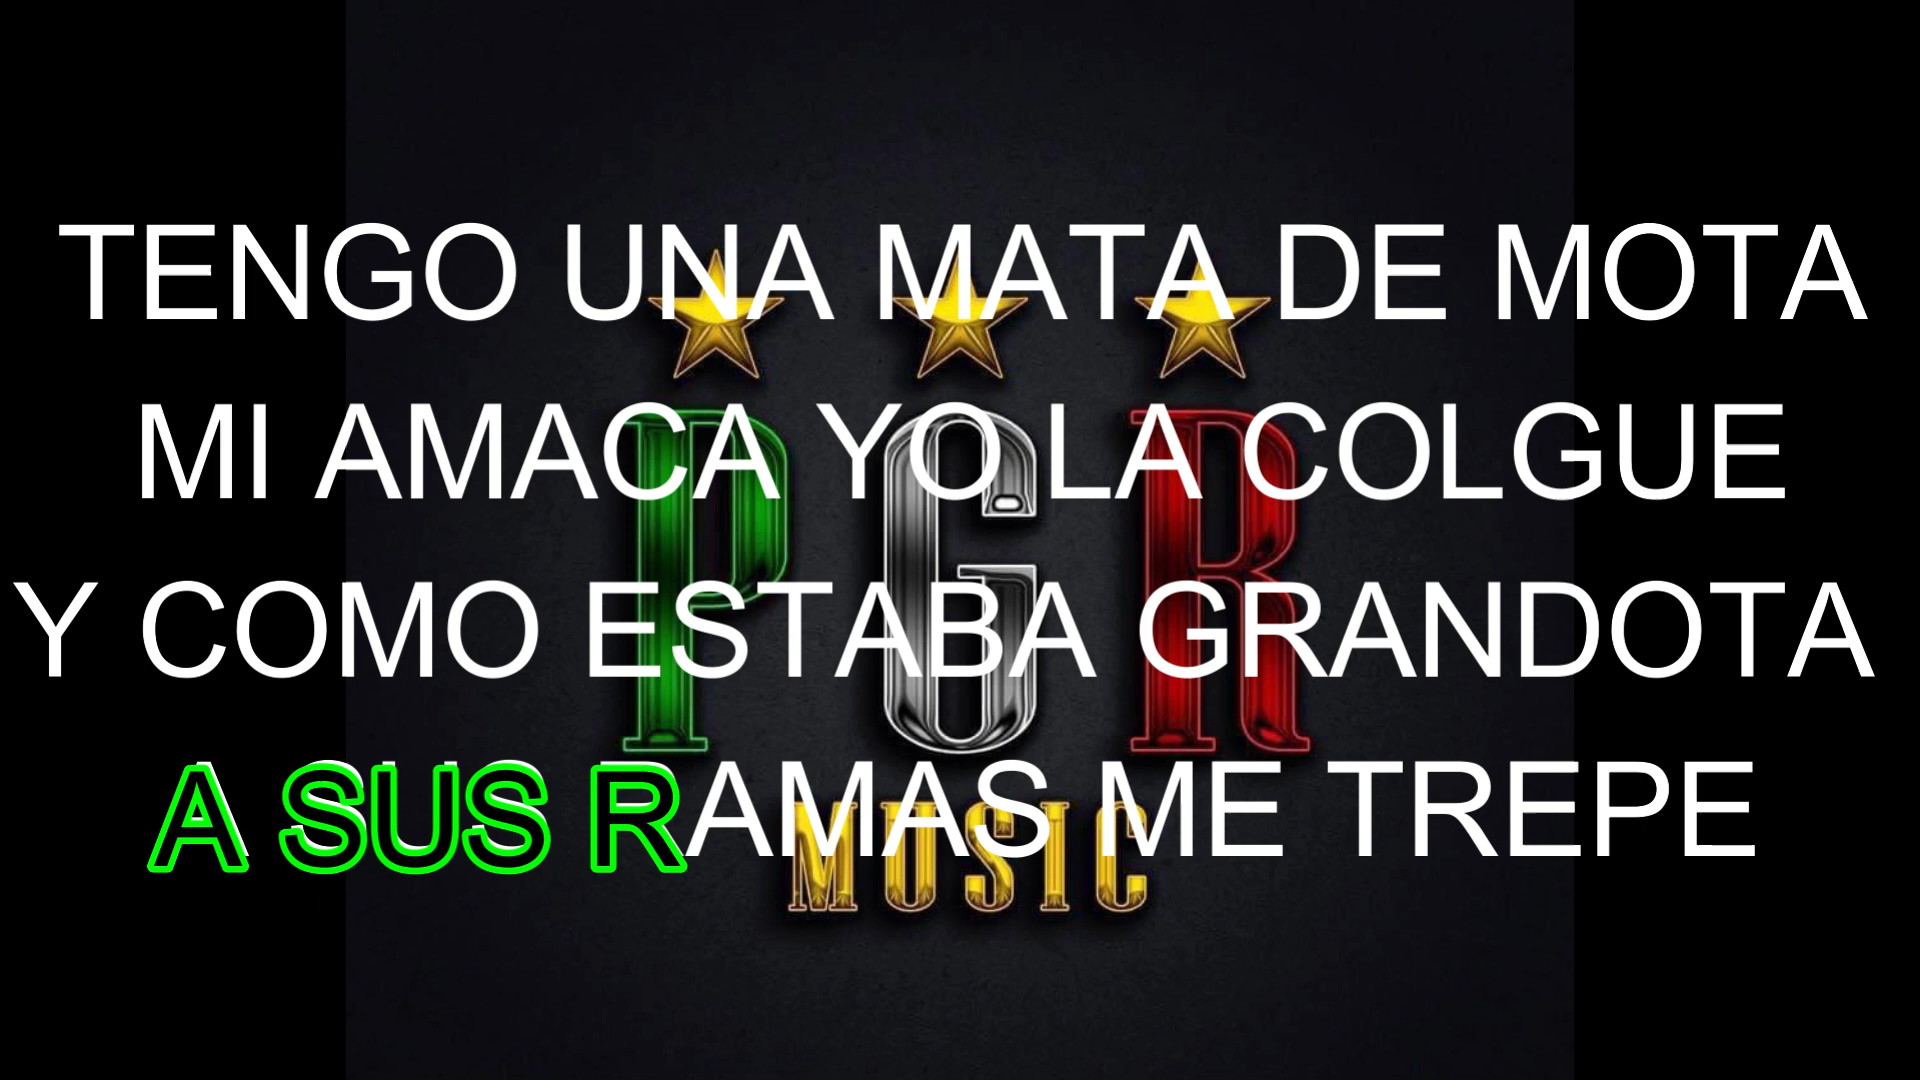 TENGO UNA MATA DE MOTA
MI AMACA YO LA COLGUE
Y COMO ESTABA GRANDOTA
A SUS RAMAS ME TREPE
PGR
MUSIC